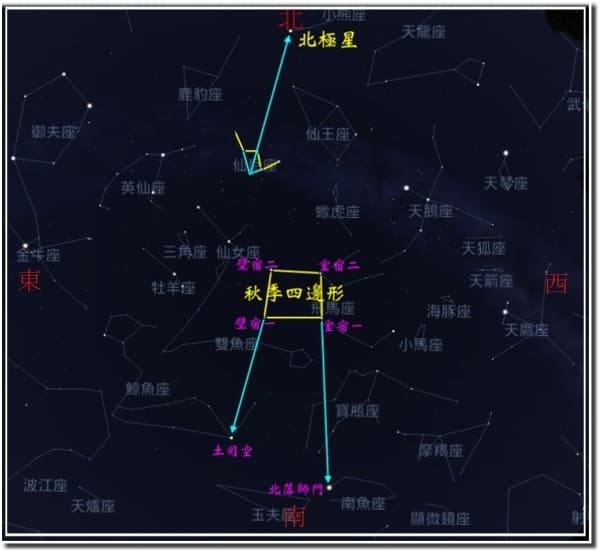 小熊座
北
天龍座
北極星
鹿豹座
御夫座
仙王座
仙后座
英仙座
天琴座
蠍虎座
天鵝座
三角座
仙女座
天狐座
金牛座
壁宿二
室宿二
東
牡羊座
天箭座
西
秋季四邊形
飛馬座
海豚座
壁宿一
室宿一
天鷹座
雙魚座
小馬座
鯨魚座
寶瓶座
土司空
摩羯座
波江座
北落師門
天爐座
玉夫座
南
南魚座
顯微鏡座